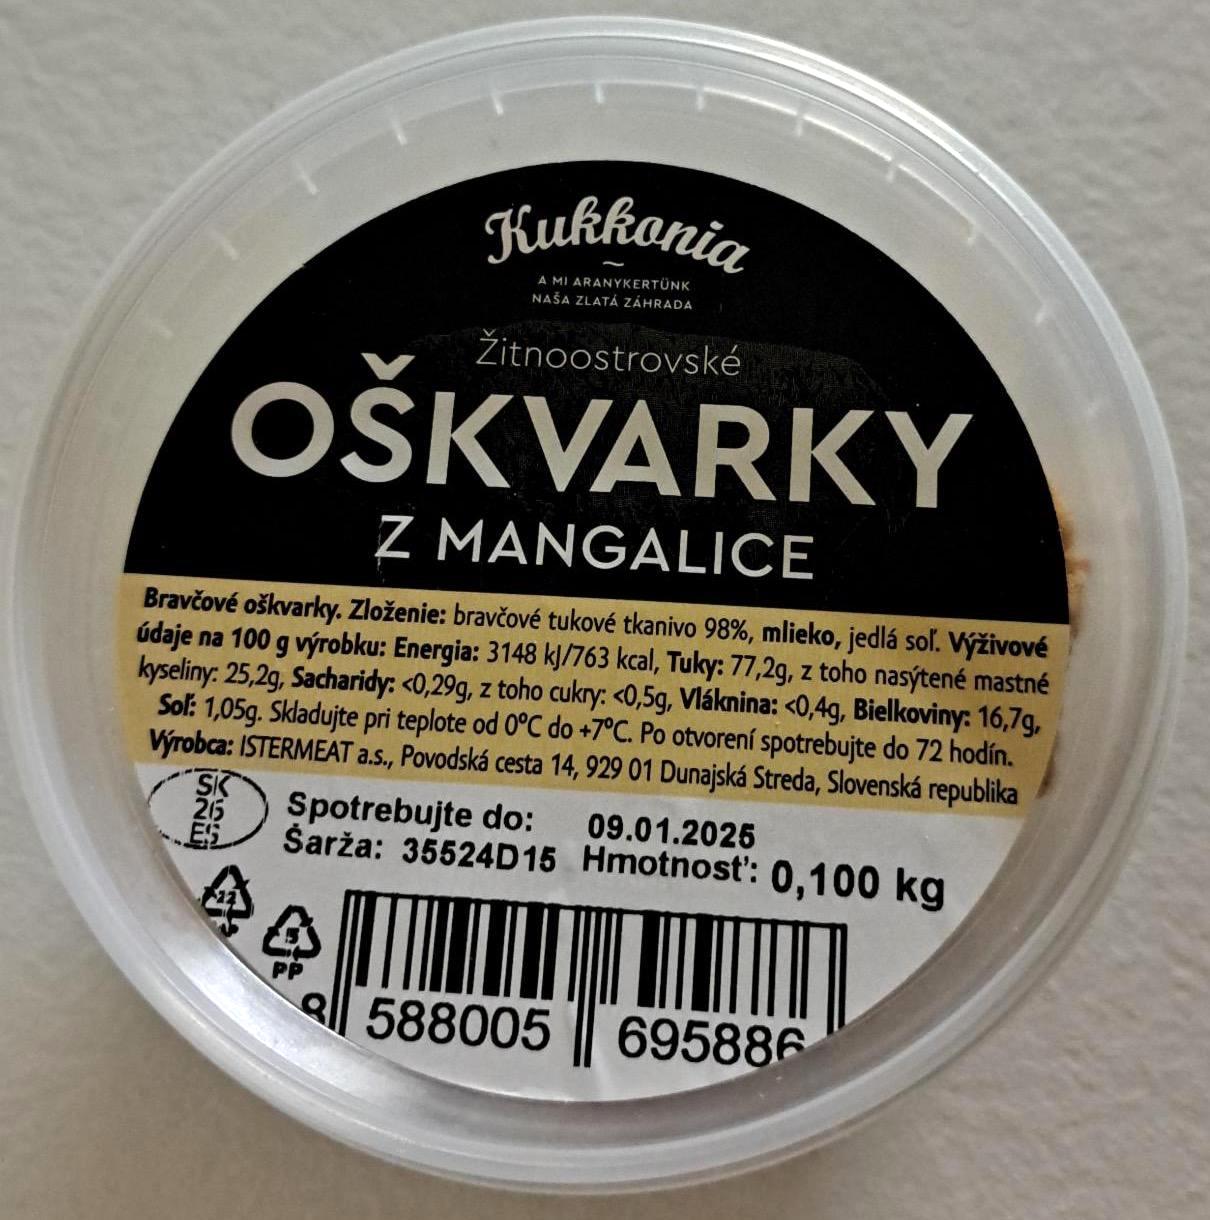 Kukkonia
A MI ARANYKERTÜNK
NAŠA ZLATÁ ZÁHRADA
Žitnoostrovské
OŠKVARKY
Z MANGALICE
Bravčové oškvarky. Zloženie: bravčové tukové tkanivo 98%, mlieko, jedlá soľ. Výživové
údaje na 100 g výrobku: Energia: 3148 kJ/763 kcal, Tuky: 77,2g, z toho nasýtené mastné
kyseliny: 25,2g, Sacharidy: <0,29g, z toho cukry: <0,5g, Vláknina: <0,4g, Bielkoviny: 16,7g,
Soľ: 1,05g. Skladujte pri teplote od 0°C do +7°C. Po otvorení spotrebujte do 72 hodín.
Výrobca: ISTERMEAT a.s., Povodská cesta 14, 929 01 Dunajská Streda, Slovenská republika
SK
26
ES
Spotrebujte do: 09.01.2025
Šarža: 35524D15 Hmotnosť: 0,100 kg
22
5
PP
8 588005 695886